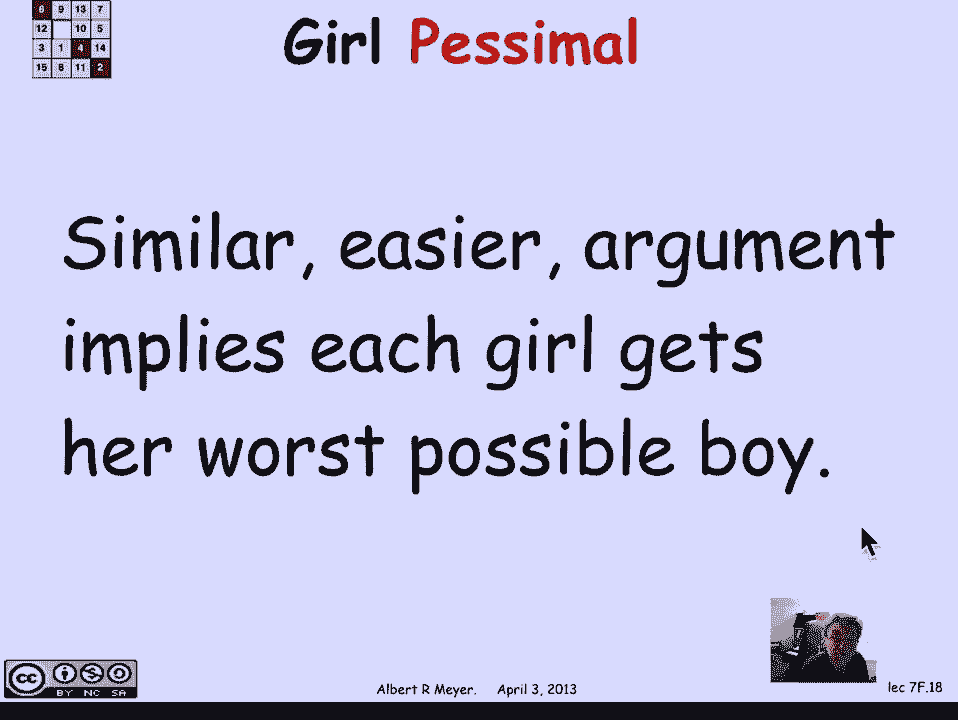 6 9 13 7
12 10 5
3 1 4 14
15 8 11 2
Girl Pessimal
Similar, easier, argument
implies each girl gets
her worst possible boy.
cc BY NC SA
Albert R Meyer. April 3, 2013
lec 7F.18